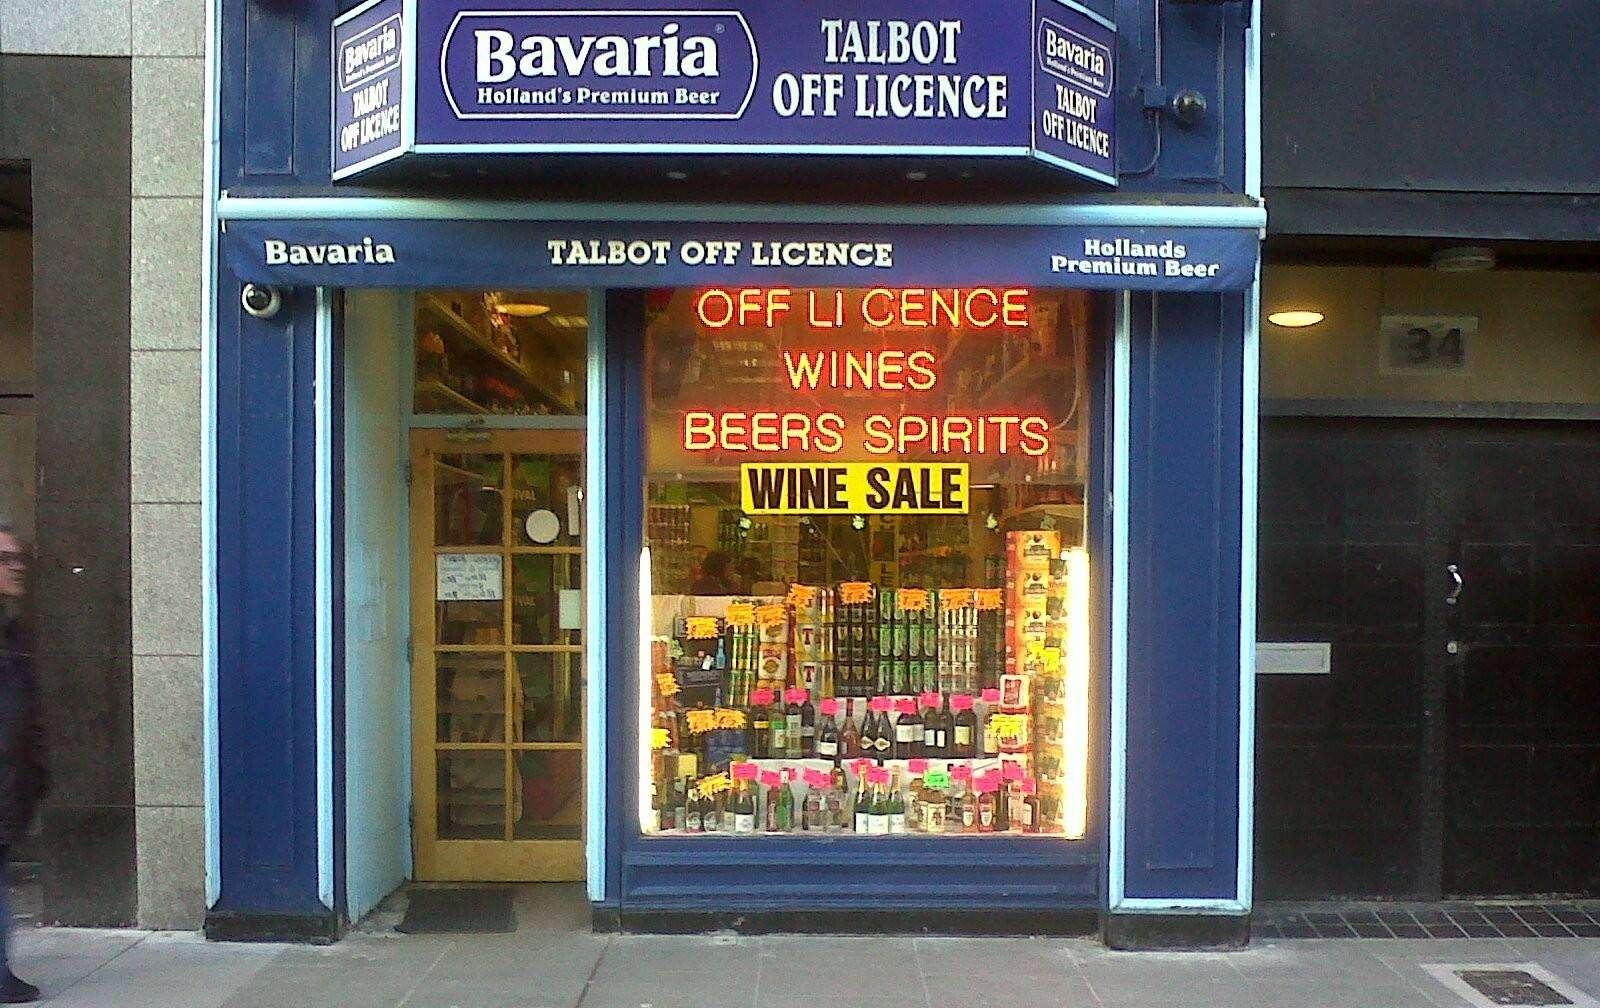 Bavaria
Holland's Premium Beer
TALBOT
OFF LICENCE
Bavaria
Holland's Premium Beer
TALBOT
OFF LICENCE
Bavaria
Holland's Premium Beer
TALBOT
OFF LICENCE
Bavaria
TALBOT OFF LICENCE
Hollands
Premium Beer
OFF LI CENCE
WINES
BEERS SPIRITS
WINE SALE
34